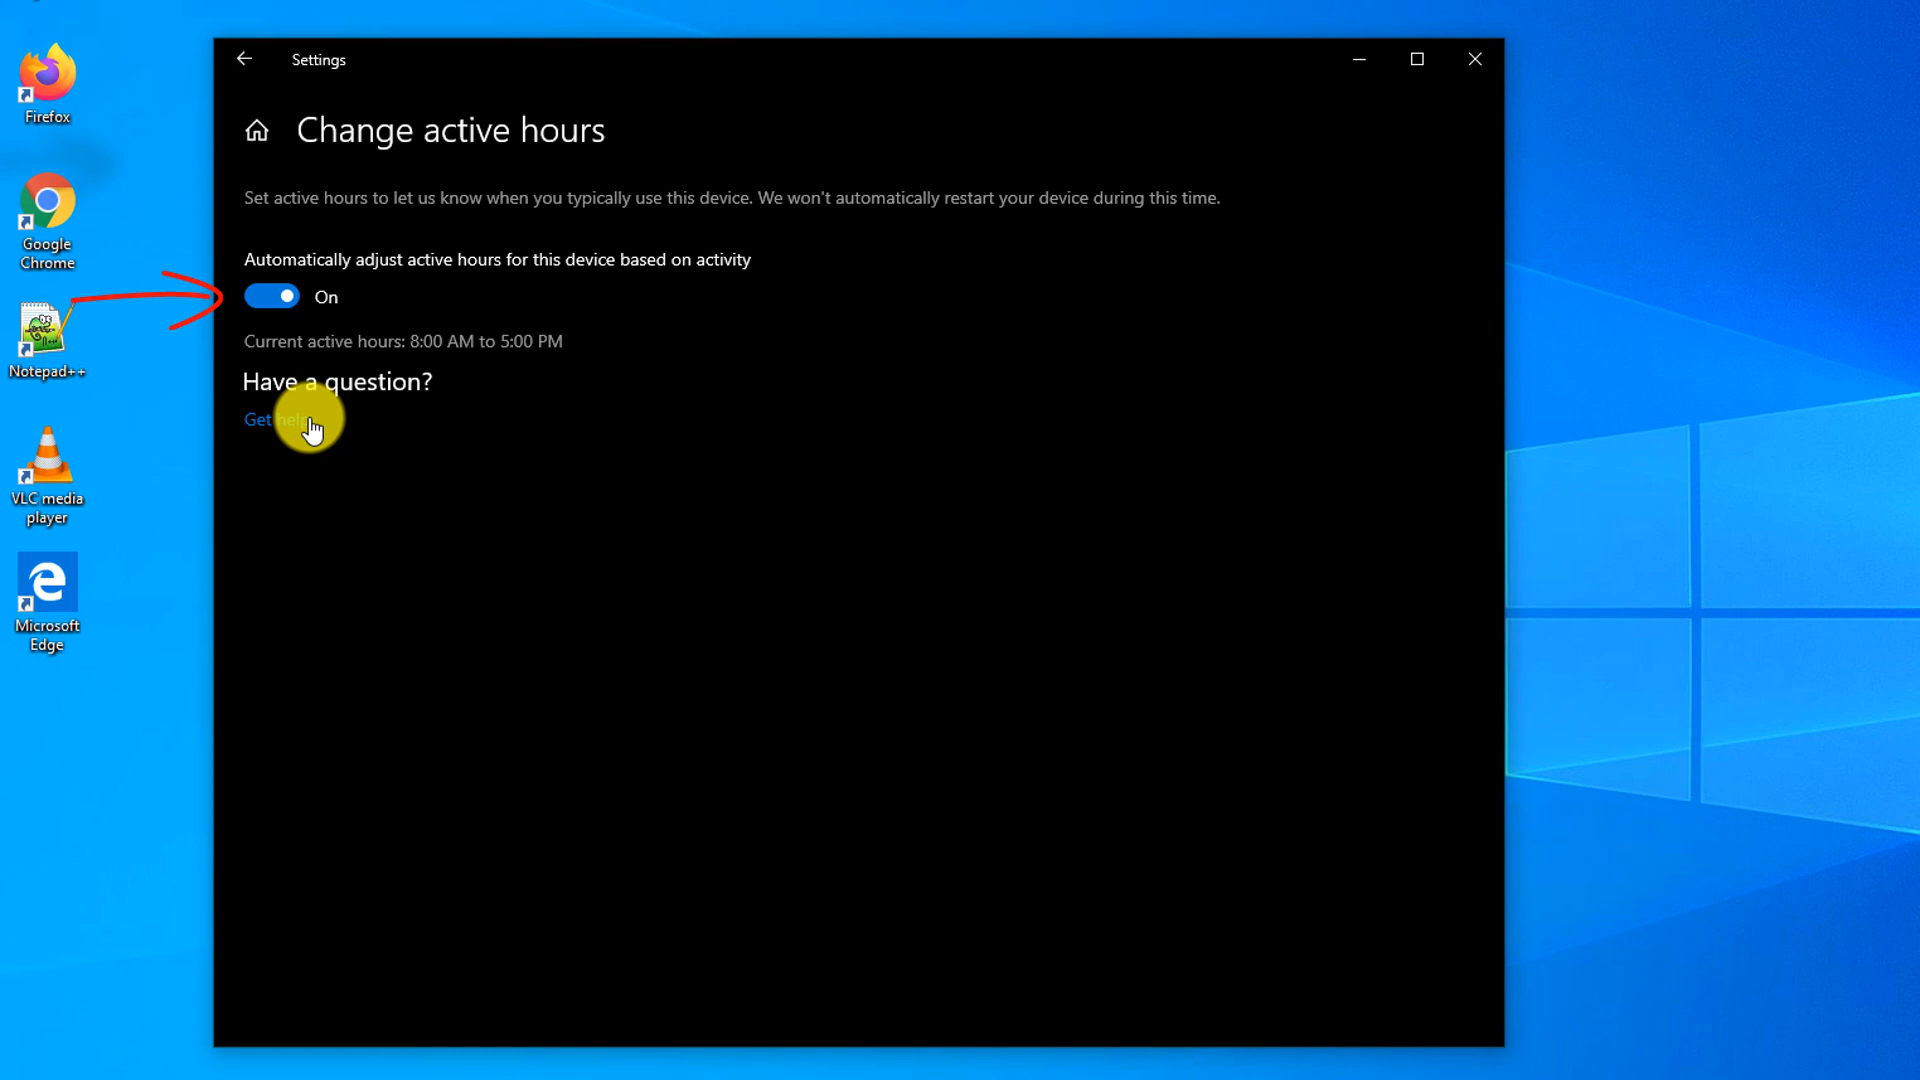 Settings
Change active hours
Set active hours to let us know when you typically use this device. We won't automatically restart your device during this time.
Automatically adjust active hours for this device based on activity
On
Current active hours: 8:00 AM to 5:00 PM
Have a question?
Get help
Firefox
Google
Chrome
Notepad++
VLC media
player
Microsoft
Edge